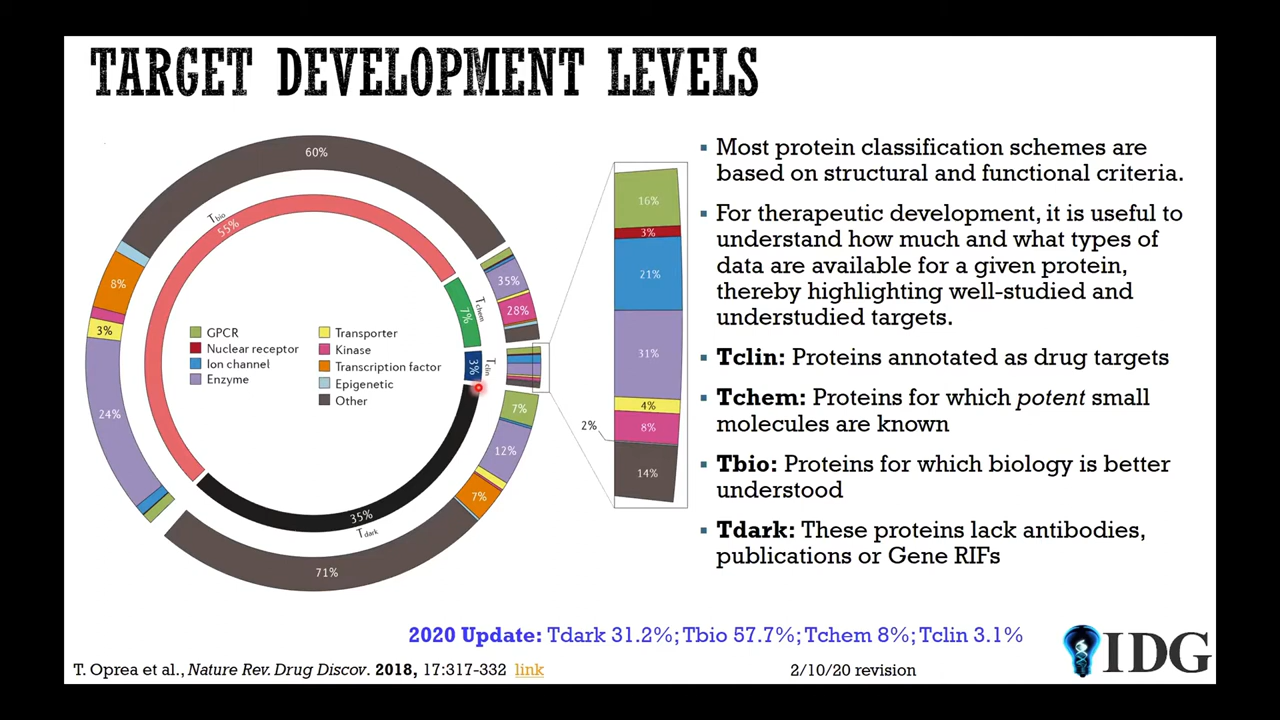 TARGET DEVELOPMENT LEVELS
60%
Tbio
55%
8%
3%
24%
35%
Tchem
7%
28%
Tclin
3%
7%
12%
7%
35%
Tdark
71%
GPCR
Nuclear receptor
Ion channel
Enzyme
Transporter
Kinase
Transcription factor
Epigenetic
Other
16%
3%
21%
31%
4%
2%
8%
14%
▪ Most protein classification schemes are
based on structural and functional criteria.
▪ For therapeutic development, it is useful to
understand how much and what types of
data are available for a given protein,
thereby highlighting well-studied and
understudied targets.
▪ Tclin: Proteins annotated as drug targets
▪ Tchem: Proteins for which potent small
molecules are known
▪ Tbio: Proteins for which biology is better
understood
▪ Tdark: These proteins lack antibodies,
publications or Gene RIFs
2020 Update: Tdark 31.2%; Tbio 57.7%; Tchem 8%; Tclin 3.1%
T. Oprea et al., Nature Rev. Drug Discov. 2018, 17:317-332 link
2/10/20 revision
IDG